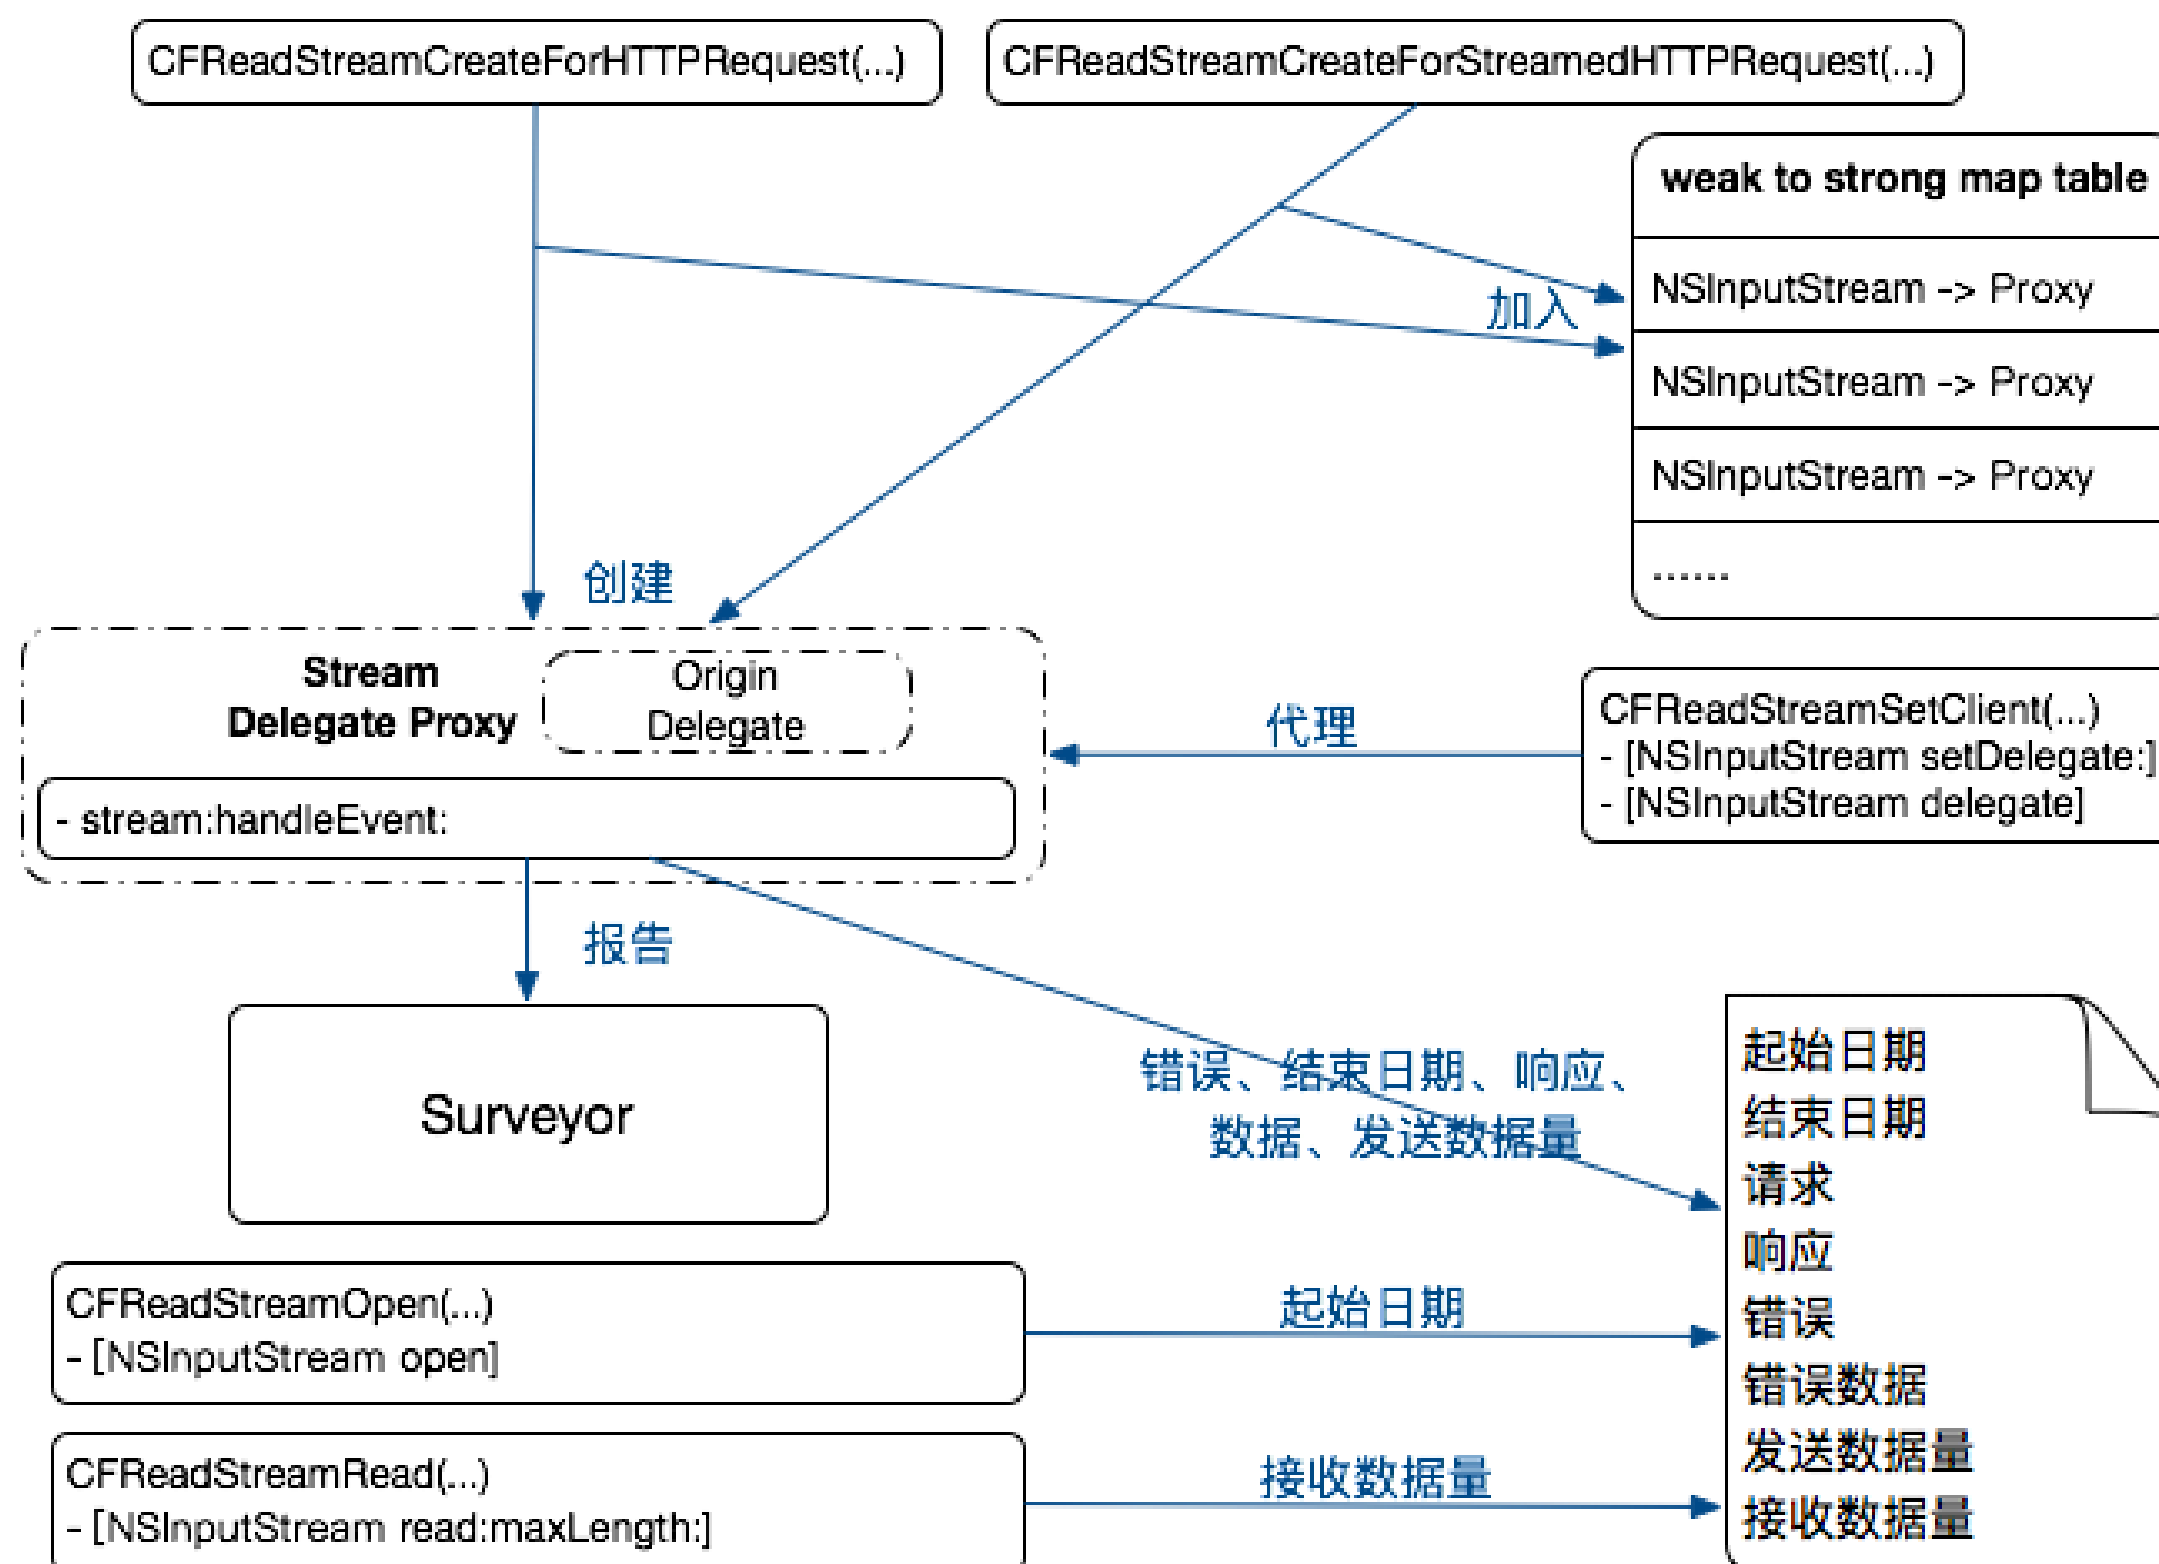 CFReadStreamCreateForHTTPRequest(...)
CFReadStreamCreateForStreamedHTTPRequest(...)
weak to strong map table
NSInputStream -> Proxy
加入
NSInputStream -> Proxy
NSInputStream -> Proxy
......
创建
Stream
Delegate Proxy
Origin
Delegate
- stream:handleEvent:
代理
CFReadStreamSetClient(...)
- [NSInputStream setDelegate:]
- [NSInputStream delegate]
报告
Surveyor
错误、结束日期、响应、
数据、发送数据量
起始日期
结束日期
请求
响应
错误
错误数据
发送数据量
接收数据量
CFReadStreamOpen(...)
- [NSInputStream open]
起始日期
CFReadStreamRead(...)
- [NSInputStream read:maxLength:]
接收数据量